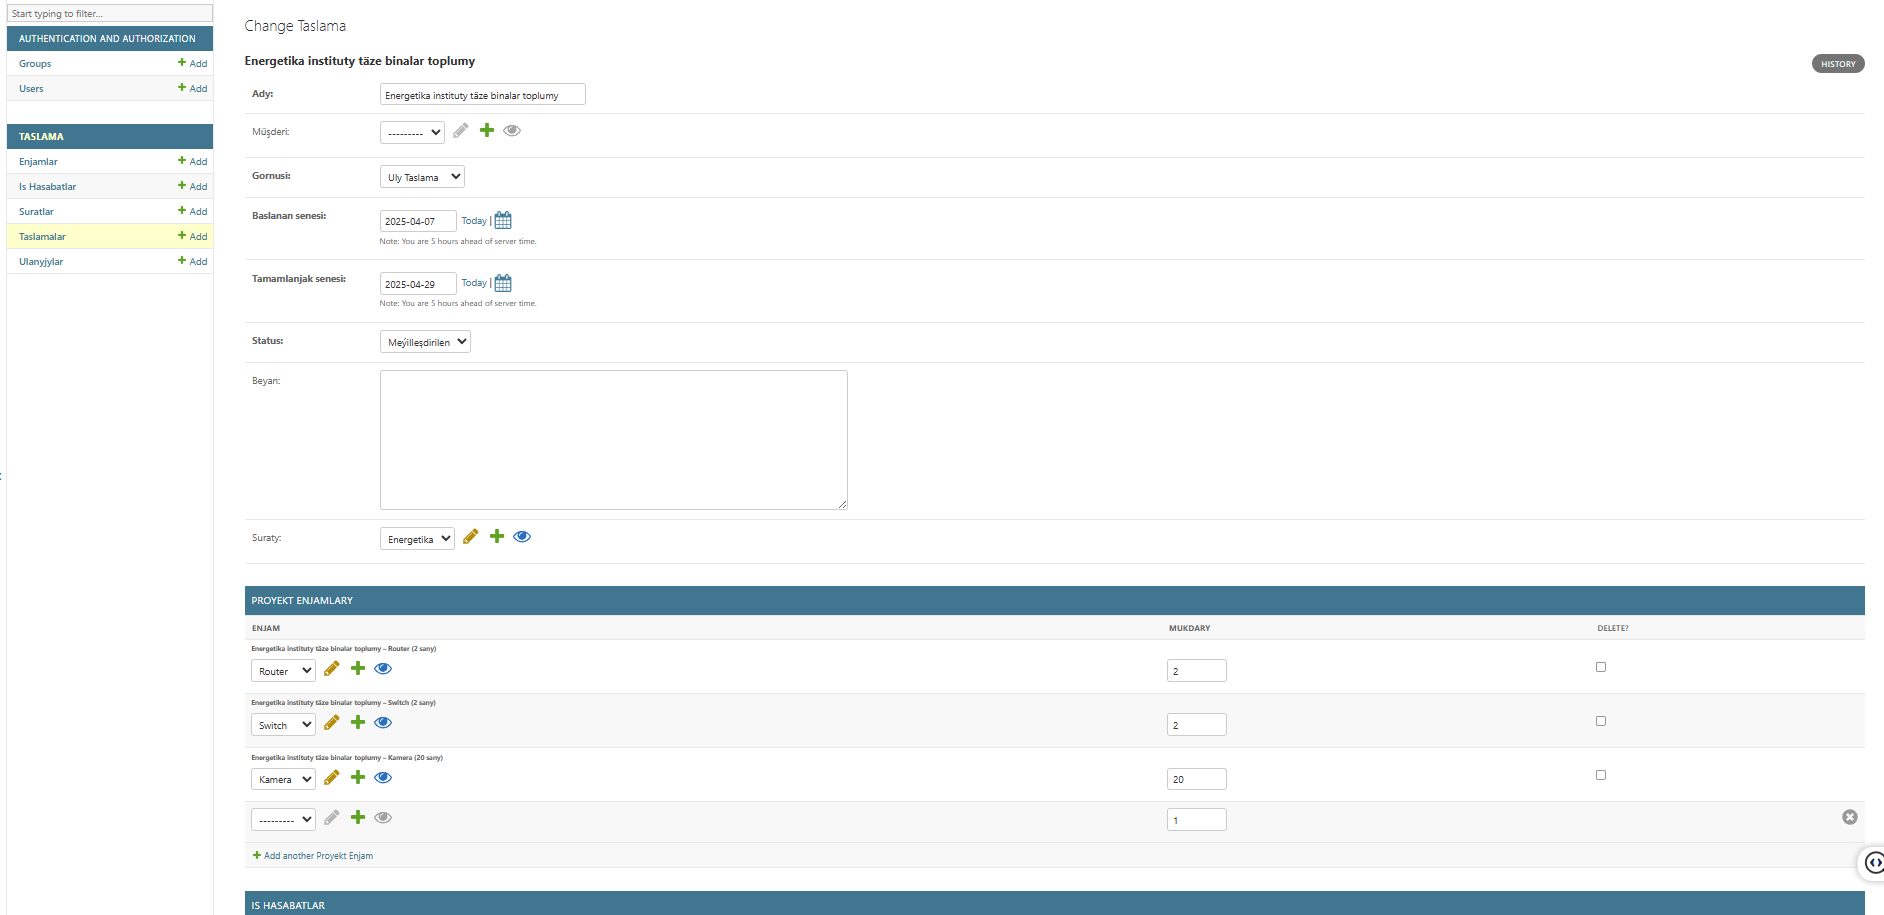 Start typing to filter...
AUTHENTICATION AND AUTHORIZATION
Groups
Add
Users
Add
TASLAMA
Enjamlar
Add
Is Hasabatlar
Add
Suratlar
Add
Taslamalar
Add
Ulanyjylar
Add
Change Taslama
Energetika instituty täze binalar toplumy
HISTORY
Ady:
Energetika instituty täze binalar toplumy
Müşderi:
---------
Gornusi:
Uly Taslama
Baslanan senesi:
2025-04-07
Today |
Note: You are 5 hours ahead of server time.
Tamamlanjak senesi:
2025-04-29
Today |
Note: You are 5 hours ahead of server time.
Status:
Meýilleşdirilen
Beyan:
Suraty:
Energetika
PROYEKT ENJAMLARY
ENJAM
MUKDARY
DELETE?
Energetika instituty täze binalar toplumy – Router (2 sany)
Router
2
Energetika instituty täze binalar toplumy – Switch (2 sany)
Switch
2
Energetika instituty täze binalar toplumy – Kamera (20 sany)
Kamera
20
---------
1
Add another Proyekt Enjam
IS HASABATLAR